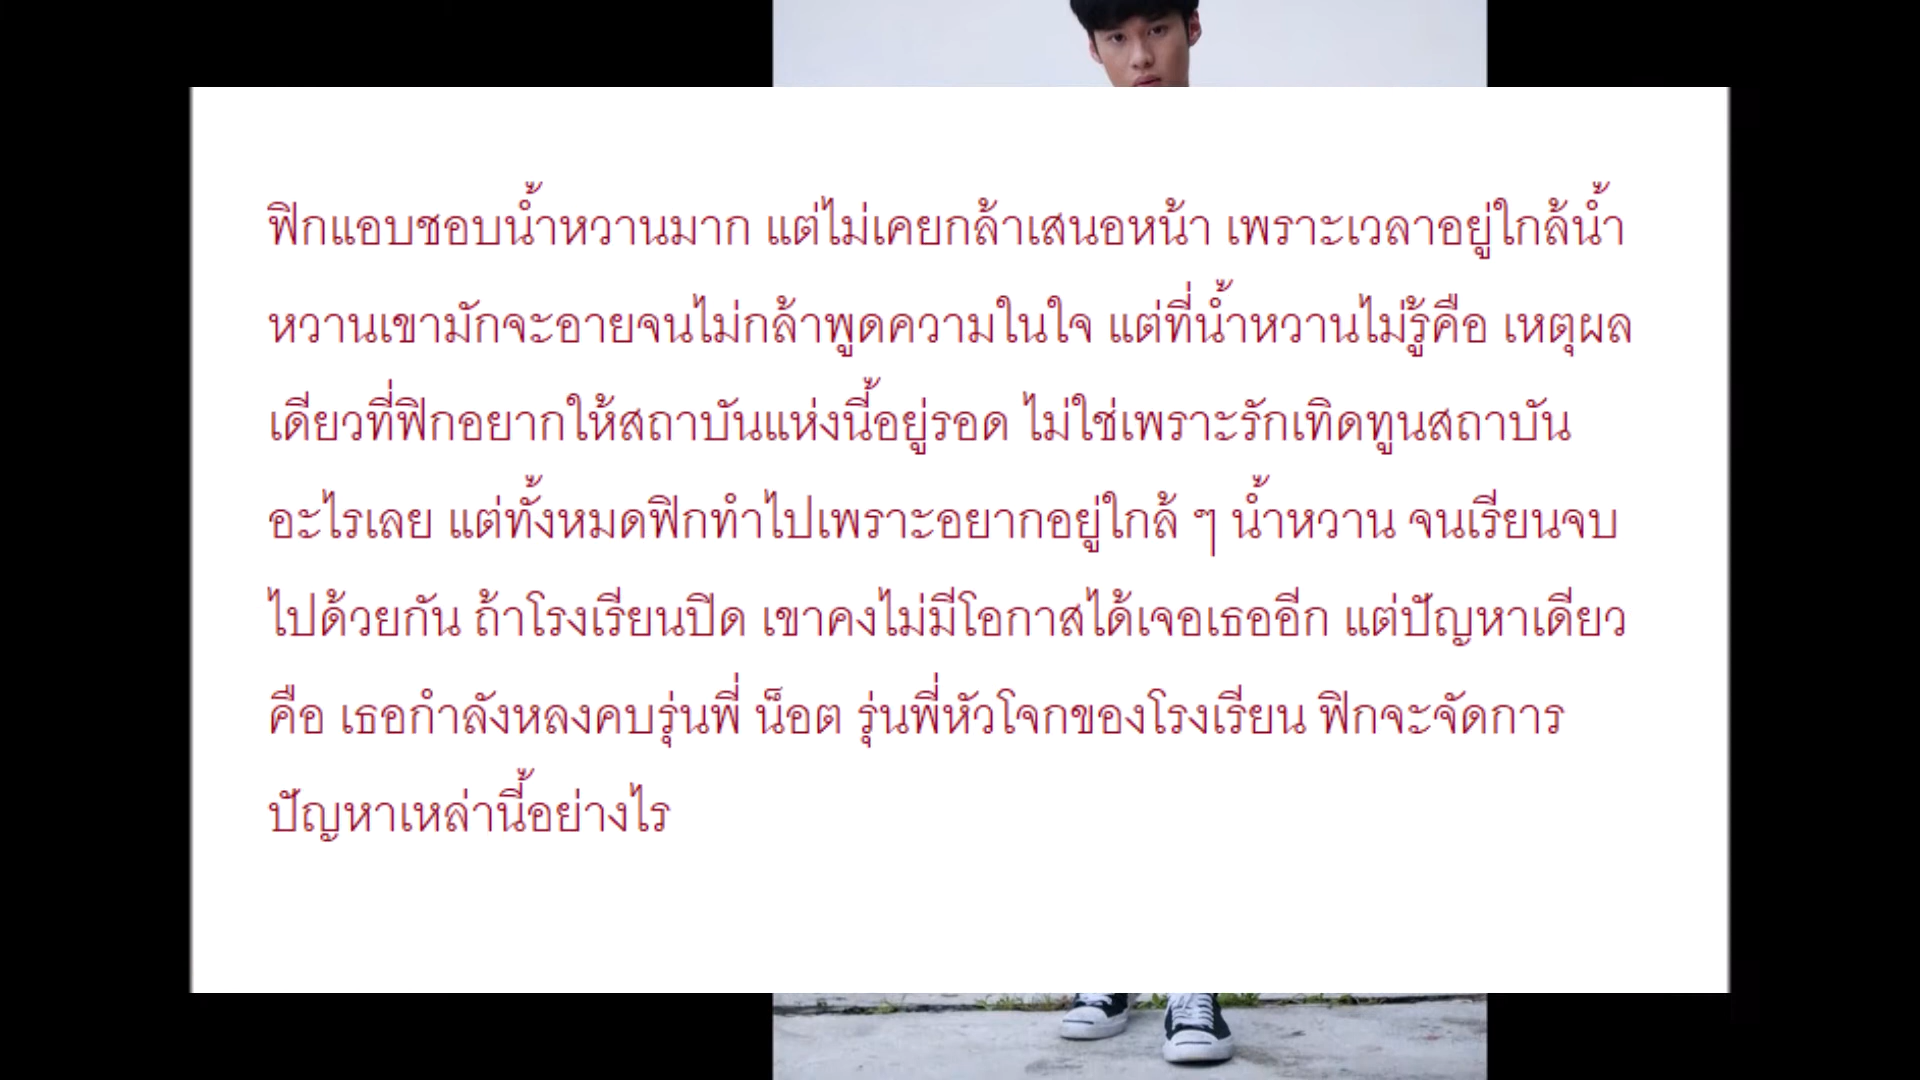 ฟิกแอบชอบน้ำหวานมาก แต่ไม่เคยกล้าเสนอหน้า เพราะเวลาอยู่ใกล้น้ำ
หวานเขามักจะอายจนไม่กล้าพูดความในใจ แต่ที่น้ำหวานไม่รู้คือ เหตุผล
เดียวที่ฟิกอยากให้สถาบันแห่งนี้อยู่รอด ไม่ใช่เพราะรักเทิดทูนสถาบัน
อะไรเลย แต่ทั้งหมดฟิกทำไปเพราะอยากอยู่ใกล้ ๆ น้ำหวาน จนเรียนจบ
ไปด้วยกัน ถ้าโรงเรียนปิด เขาคงไม่มีโอกาสได้เจอเธออีก แต่ปัญหาเดียว
คือ เธอกำลังหลงคบรุ่นพี่ น็อต รุ่นพี่หัวโจกของโรงเรียน ฟิกจะจัดการ
ปัญหาเหล่านี้อย่างไร